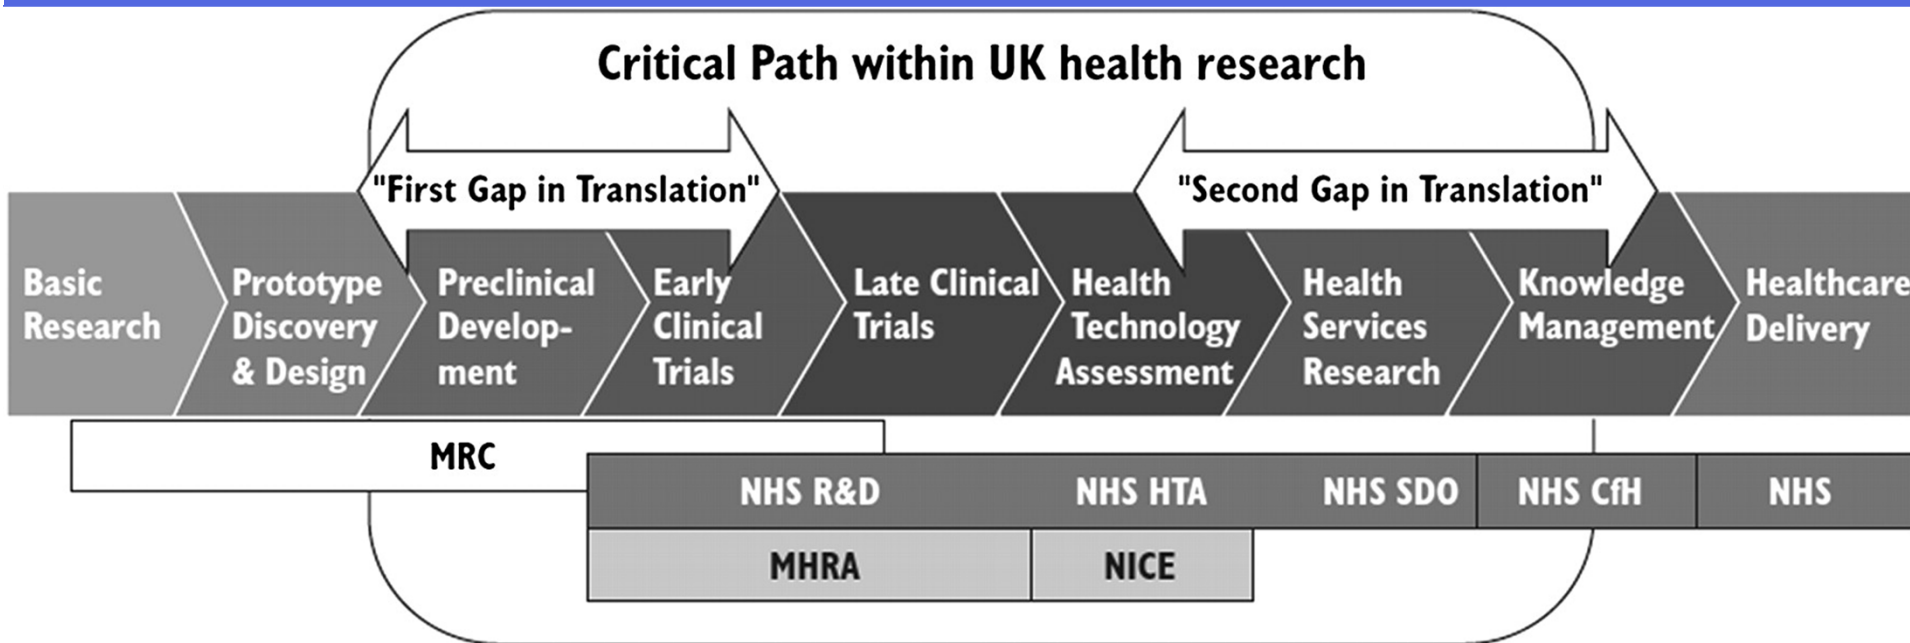 Critical Path within UK health research
"First Gap in Translation"
"Second Gap in Translation"
Basic
Research
Prototype
Discovery
& Design
Preclinical
Develop-
ment
Early
Clinical
Trials
Late Clinical
Trials
Health
Technology
Assessment
Health
Services
Research
Knowledge
Management
Healthcare
Delivery
MRC
NHS R&D
NHS HTA
NHS SDO
NHS CfH
NHS
MHRA
NICE